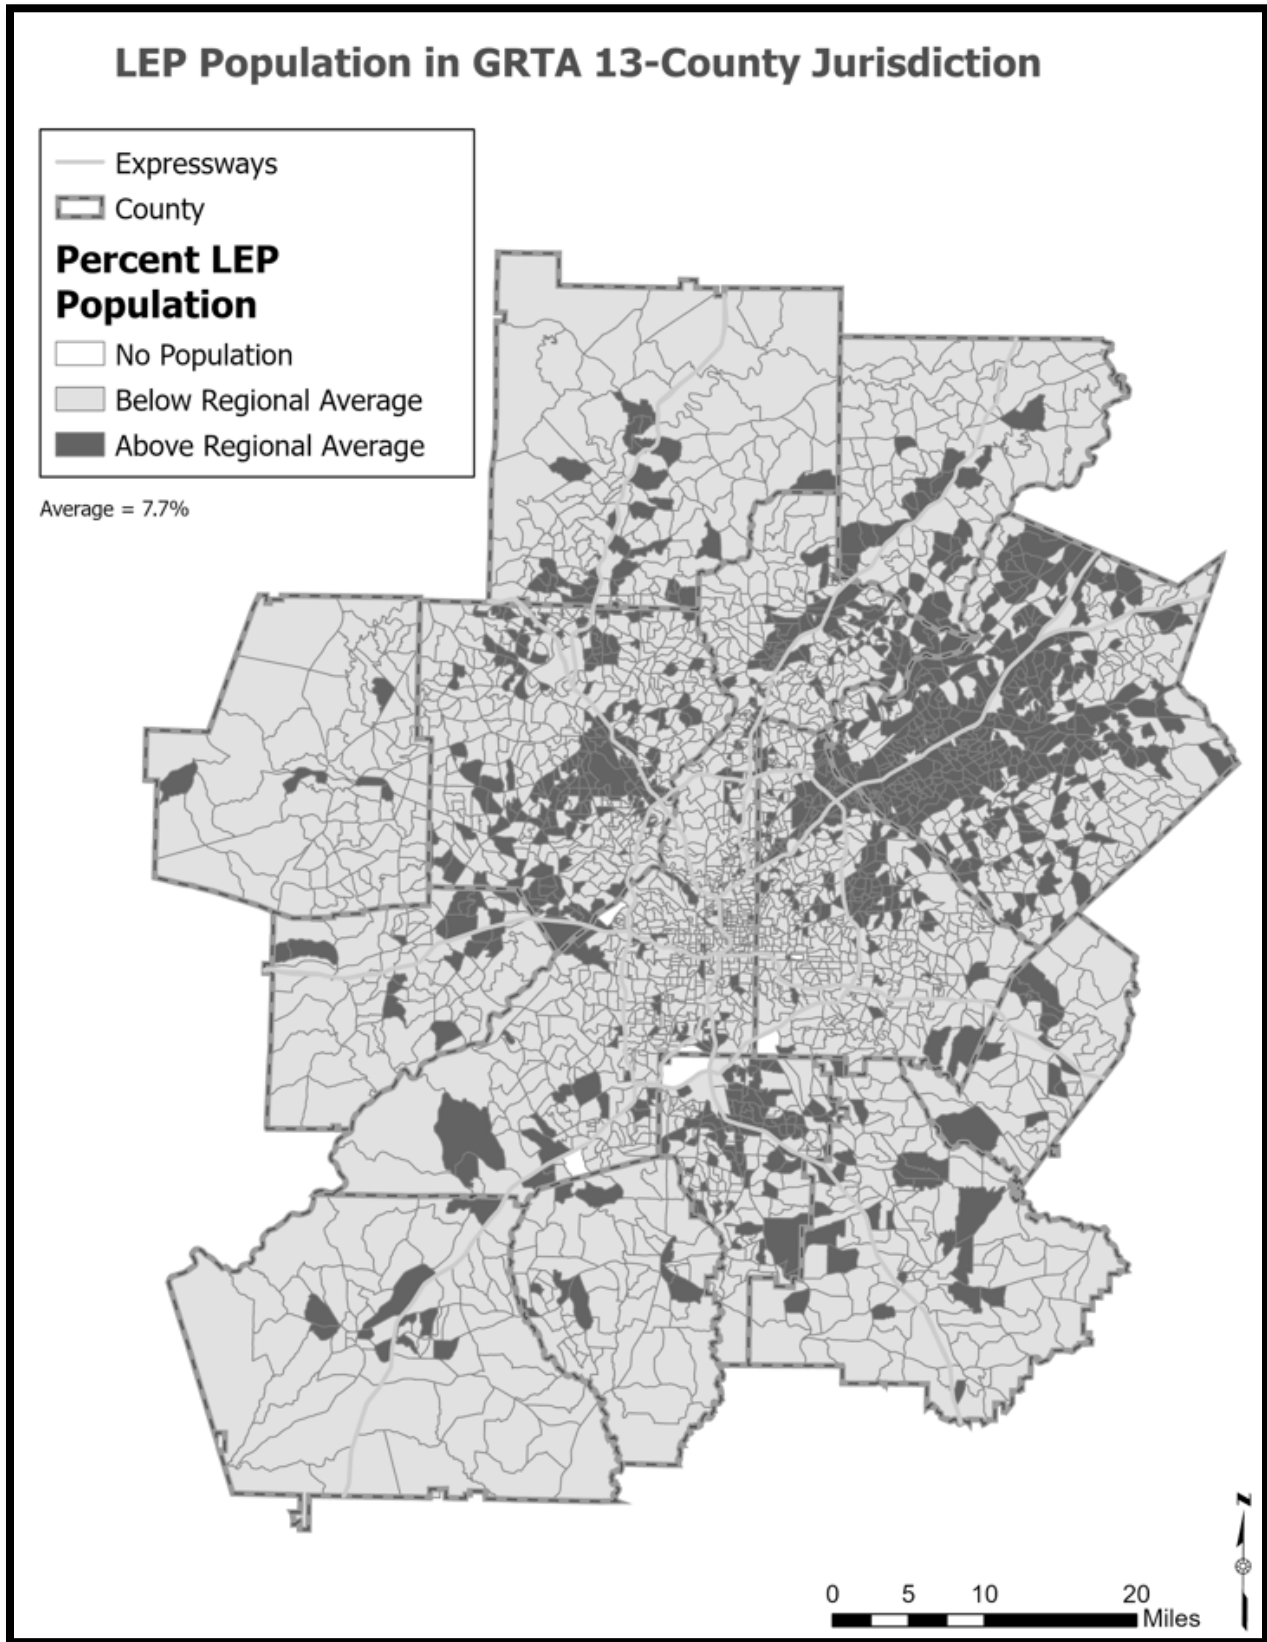 LEP Population in GRTA 13-County Jurisdiction
Expressways
County
Percent LEP
Population
No Population
Below Regional Average
Above Regional Average
Average = 7.7%
N
0 5 10 20
Miles